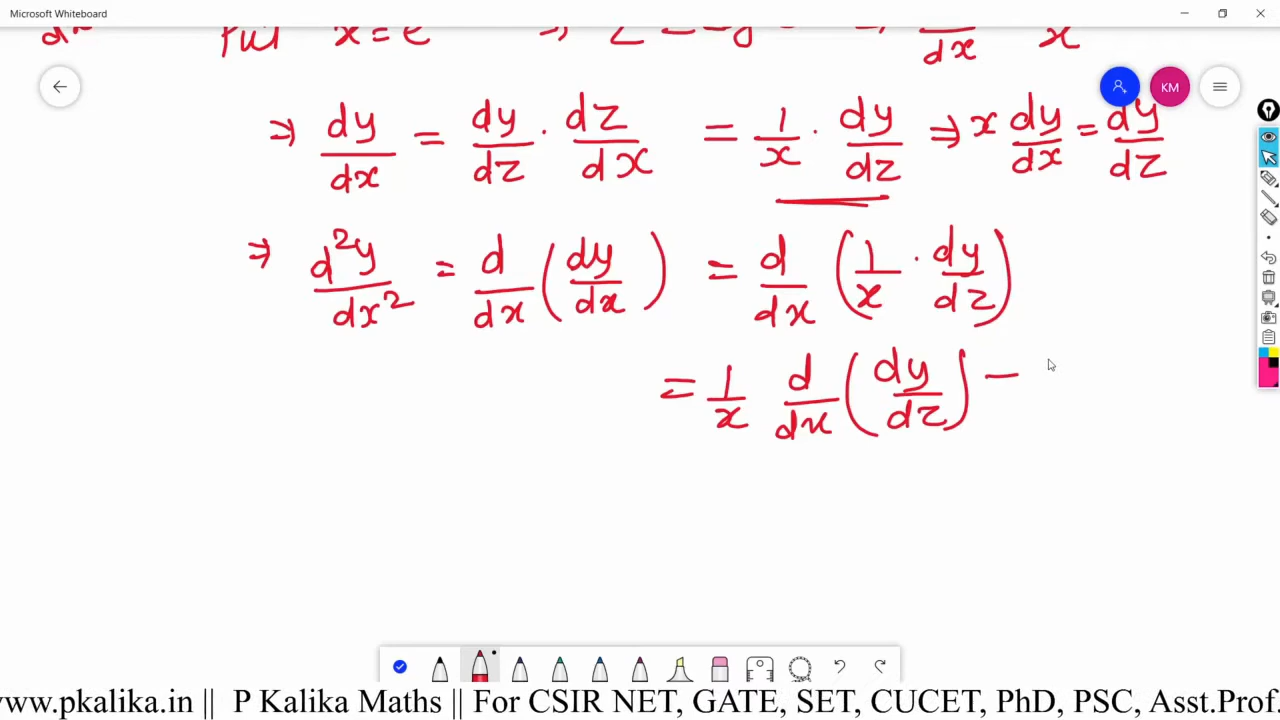 Microsoft Whiteboard
Put x = e
KM
⇒ dy/dx = dy/dz · dz/dx = 1/x · dy/dz ⇒ x dy/dx = dy/dz
⇒ d²y/dx² = d/dx (dy/dx) = d/dx (1/x · dy/dz)
= 1/x d/dx (dy/dz) −
www.pkalika.in || P Kalika Maths || For CSIR NET, GATE, SET, CUCET, PhD, PSC, Asst.Prof.